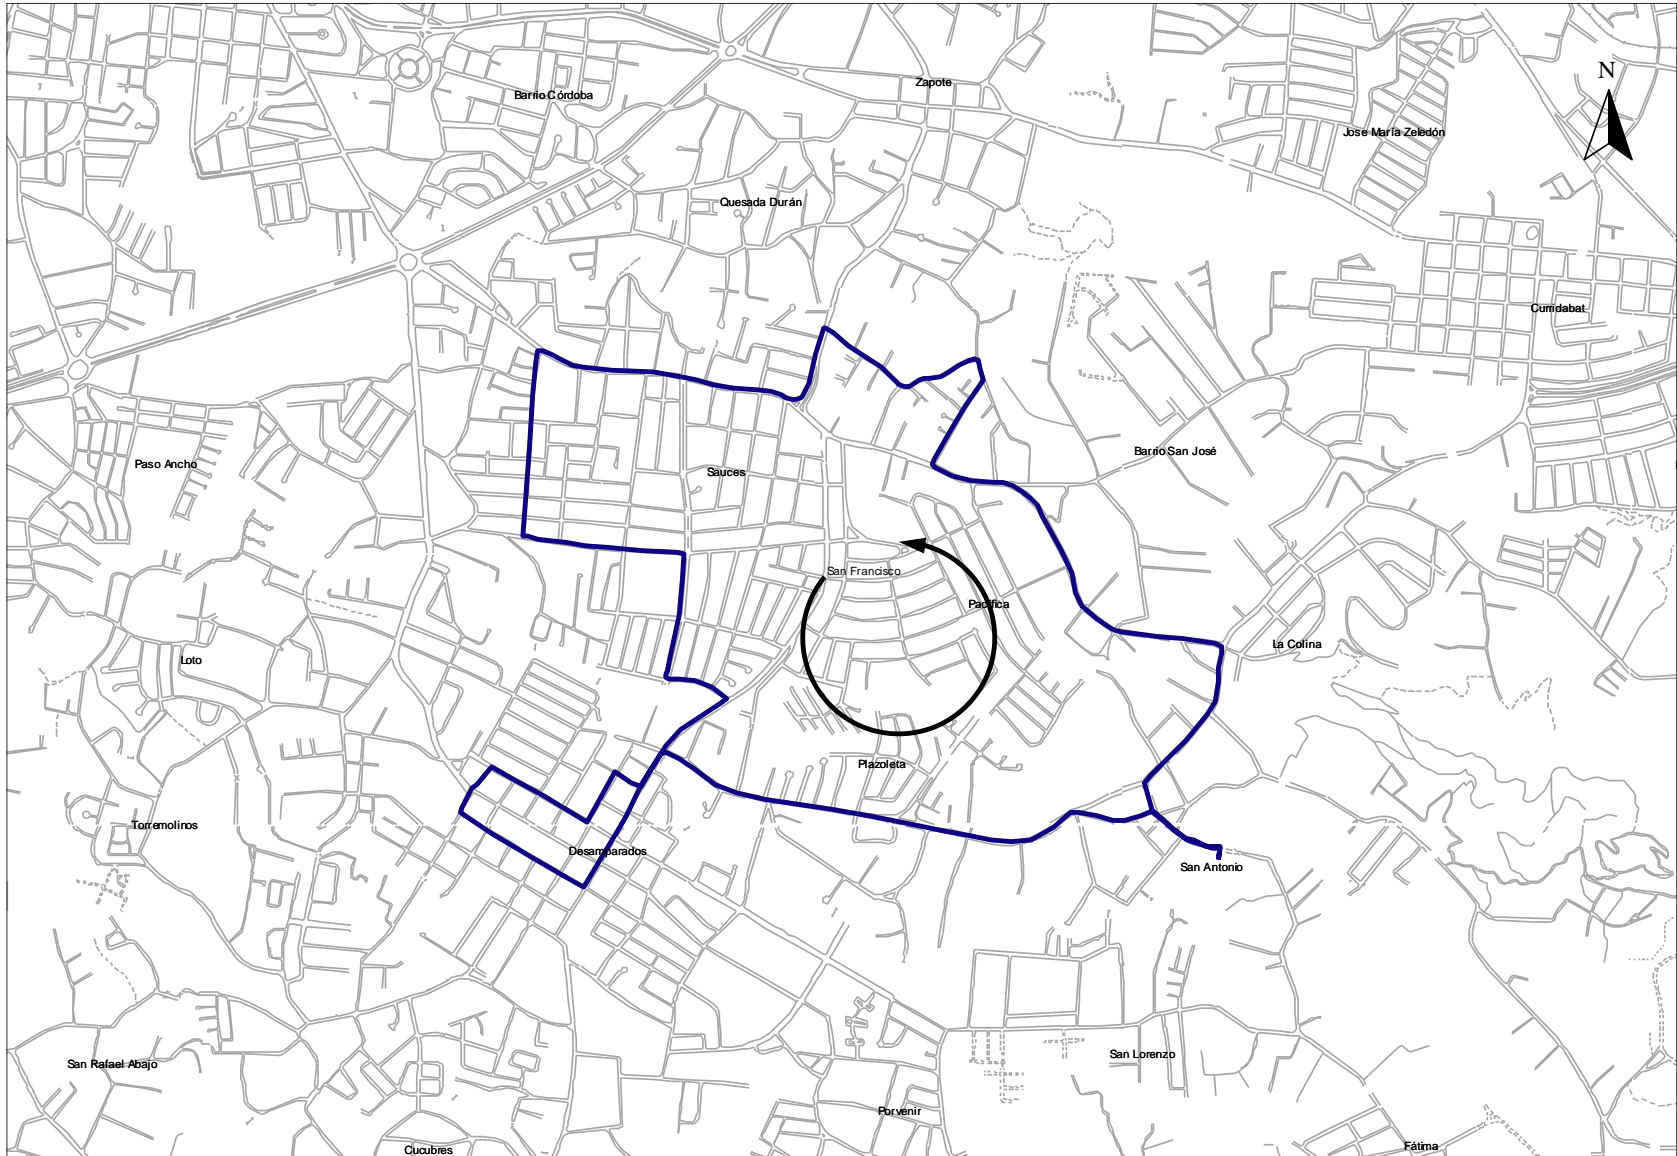 N
Zapote
Barrio Córdoba
Jose María Zeledón
Quesada Durán
Curridabat
Barrio San José
Paso Ancho
Sauces
San Francisco
Pacífica
La Colina
Loto
Plazoleta
Torremolinos
Desamparados
San Antonio
San Lorenzo
San Rafael Abajo
Porvenir
Fátima
Cucubres